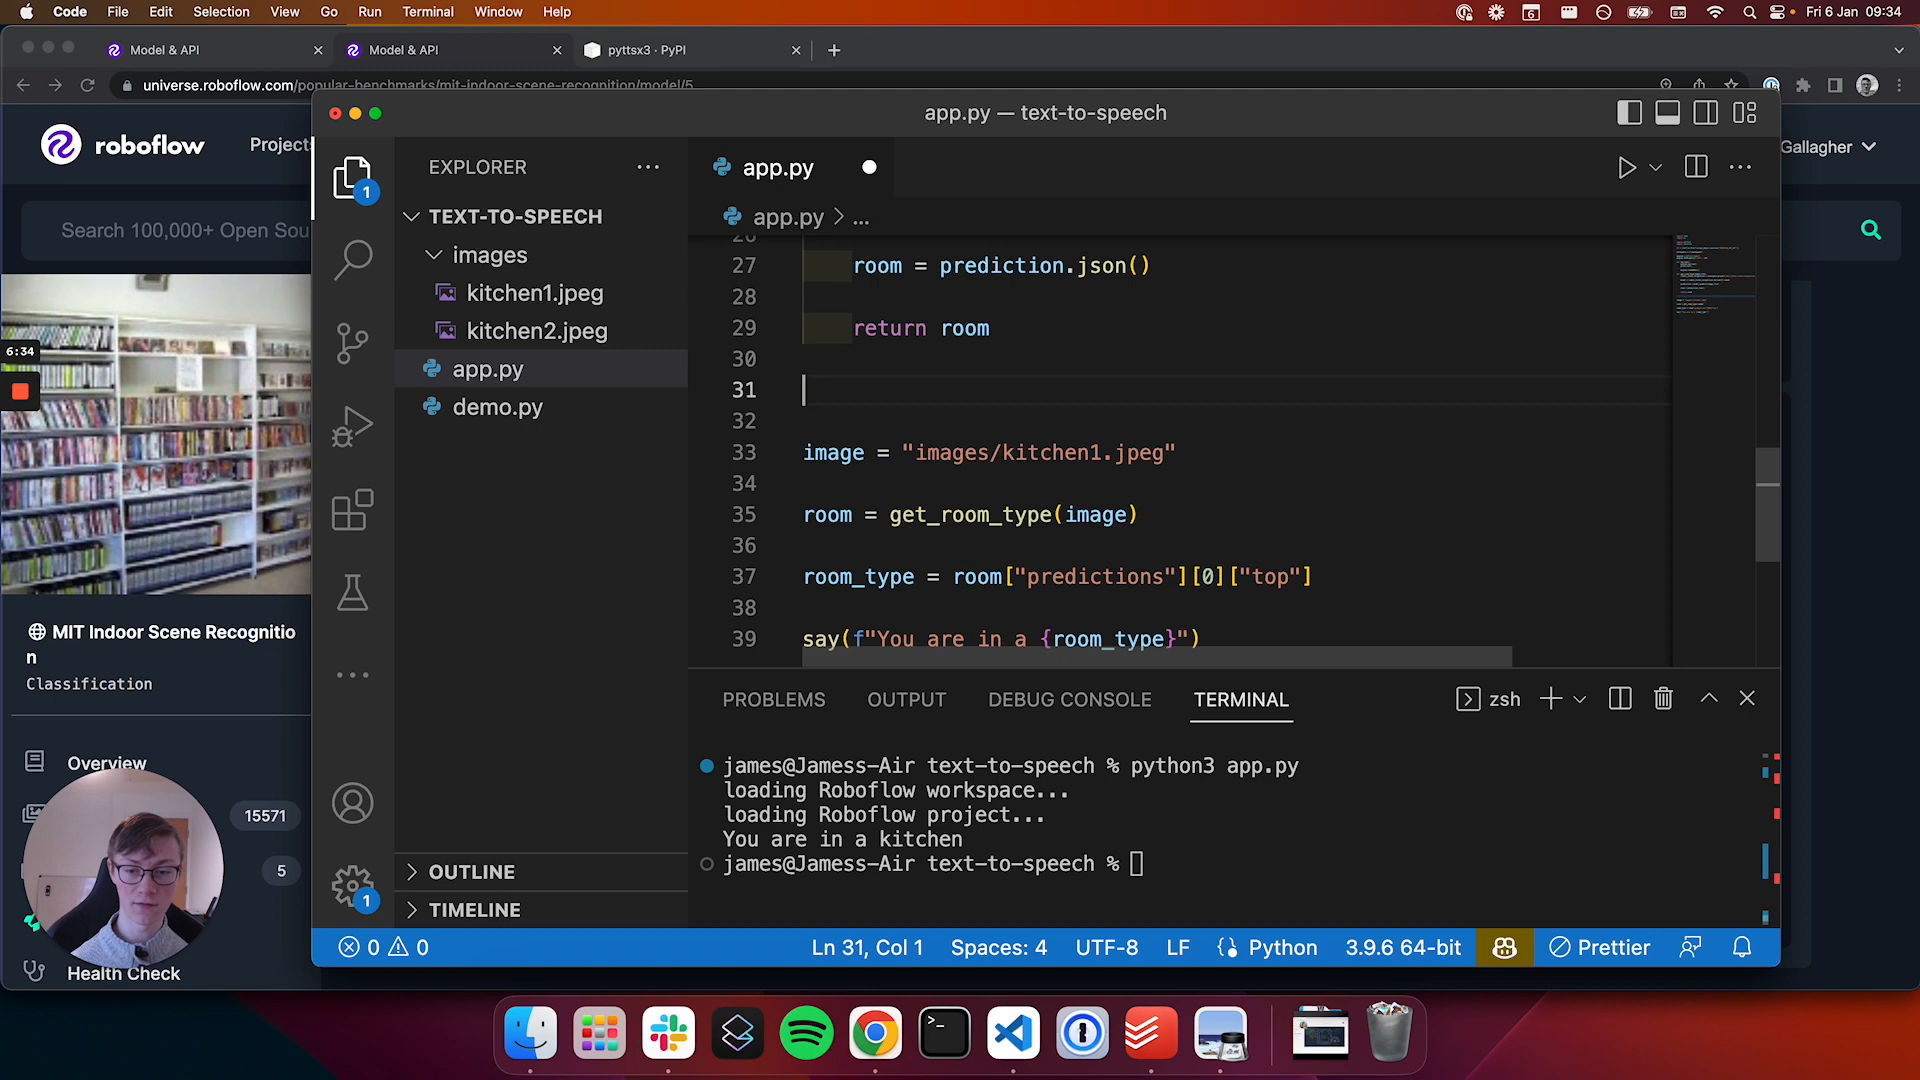 Code File Edit Selection View Go Run Terminal Window Help
6
Fri 6 Jan 09:34
Model & API
Model & API
pyttsx3 · PyPI
universe.roboflow.com/popular-benchmarks/mit-indoor-scene-recognition/model/5
app.py — text-to-speech
roboflow
Projects
Gallagher
Search 100,000+ Open Sou
EXPLORER
app.py
1
TEXT-TO-SPEECH
app.py > ...
images
kitchen1.jpeg
kitchen2.jpeg
app.py
demo.py
26
27 room = prediction.json()
28
29 return room
30
31
32
33 image = "images/kitchen1.jpeg"
34
35 room = get_room_type(image)
36
37 room_type = room["predictions"][0]["top"]
38
39 say(f"You are in a {room_type}")
6:34
MIT Indoor Scene Recognitio
n
Classification
Overview
15571
5
Health Check
PROBLEMS OUTPUT DEBUG CONSOLE TERMINAL
zsh
james@Jamess-Air text-to-speech % python3 app.py
loading Roboflow workspace...
loading Roboflow project...
You are in a kitchen
james@Jamess-Air text-to-speech %
OUTLINE
TIMELINE
1
0 0
Ln 31, Col 1 Spaces: 4 UTF-8 LF Python 3.9.6 64-bit Prettier